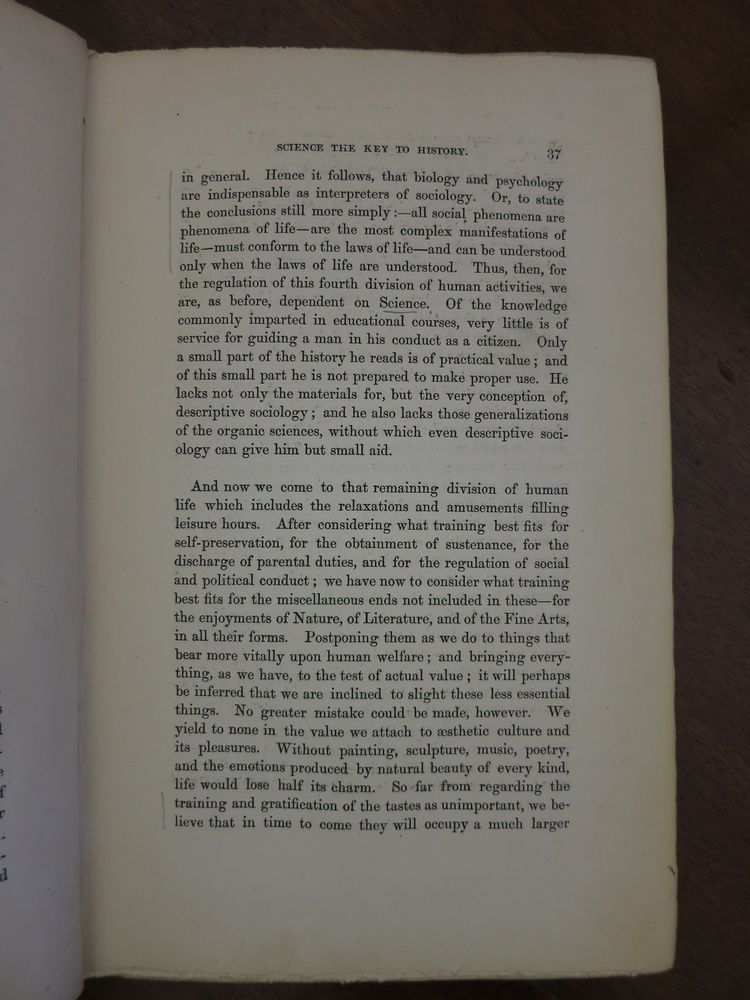 SCIENCE THE KEY TO HISTORY. 37
in general. Hence it follows, that biology and psychology
are indispensable as interpreters of sociology. Or, to state
the conclusions still more simply :—all social phenomena are
phenomena of life—are the most complex manifestations of
life—must conform to the laws of life—and can be understood
only when the laws of life are understood. Thus, then, for
the regulation of this fourth division of human activities, we
are, as before, dependent on Science. Of the knowledge
commonly imparted in educational courses, very little is of
service for guiding a man in his conduct as a citizen. Only
a small part of the history he reads is of practical value ; and
of this small part he is not prepared to make proper use. He
lacks not only the materials for, but the very conception of,
descriptive sociology ; and he also lacks those generalizations
of the organic sciences, without which even descriptive soci-
ology can give him but small aid.
And now we come to that remaining division of human
life which includes the relaxations and amusements filling
leisure hours. After considering what training best fits for
self-preservation, for the obtainment of sustenance, for the
discharge of parental duties, and for the regulation of social
and political conduct ; we have now to consider what training
best fits for the miscellaneous ends not included in these—for
the enjoyments of Nature, of Literature, and of the Fine Arts,
in all their forms. Postponing them as we do to things that
bear more vitally upon human welfare ; and bringing every-
thing, as we have, to the test of actual value ; it will perhaps
be inferred that we are inclined to slight these less essential
things. No greater mistake could be made, however. We
yield to none in the value we attach to æsthetic culture and
its pleasures. Without painting, sculpture, music, poetry,
and the emotions produced by natural beauty of every kind,
life would lose half its charm. So far from regarding the
training and gratification of the tastes as unimportant, we be-
lieve that in time to come they will occupy a much larger